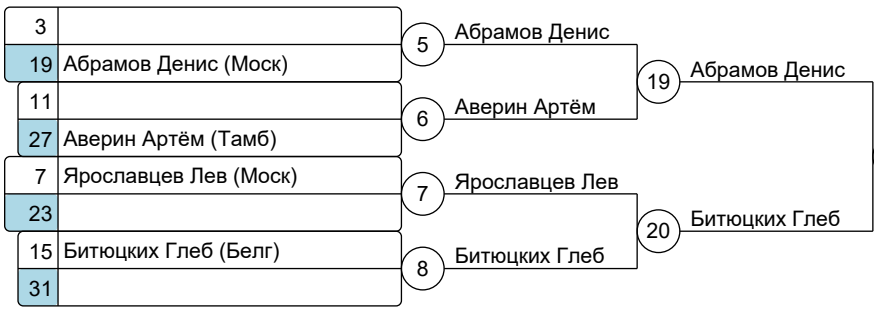 3
5
Абрамов Денис
19 Абрамов Денис (Моск)
19
Абрамов Денис
11
6
Аверин Артём
27 Аверин Артём (Тамб)
7 Ярославцев Лев (Моск)
7
Ярославцев Лев
23
20
Битюцких Глеб
15 Битюцких Глеб (Белг)
8
Битюцких Глеб
31